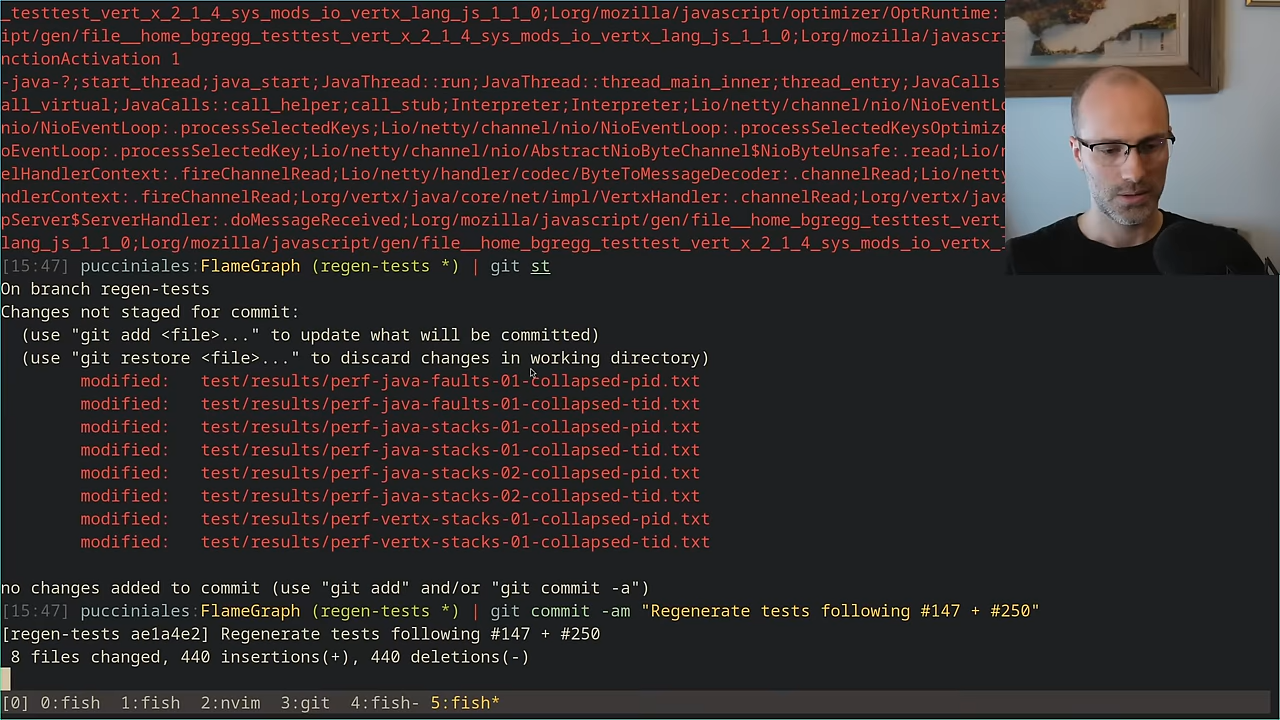 _testtest_vert_x_2_1_4_sys_mods_io_vertx_lang_js_1_1_0;Lorg/mozilla/javascript/optimizer/OptRuntime:
ipt/gen/file__home_bgregg_testtest_vert_x_2_1_4_sys_mods_io_vertx_lang_js_1_1_0;Lorg/mozilla/javascr
nctionActivation 1
-java-?;start_thread;java_start;JavaThread::run;JavaThread::thread_main_inner;thread_entry;JavaCalls
all_virtual;JavaCalls::call_helper;call_stub;Interpreter;Interpreter;Lio/netty/channel/nio/NioEventLo
nio/NioEventLoop:.processSelectedKeys;Lio/netty/channel/nio/NioEventLoop:.processSelectedKeysOptimize
oEventLoop:.processSelectedKey;Lio/netty/channel/nio/AbstractNioByteChannel$NioByteUnsafe:.read;Lio/n
elHandlerContext:.fireChannelRead;Lio/netty/handler/codec/ByteToMessageDecoder:.channelRead;Lio/netty
ndlerContext:.fireChannelRead;Lorg/vertx/java/core/net/impl/VertxHandler:.channelRead;Lorg/vertx/java
pServer$ServerHandler:.doMessageReceived;Lorg/mozilla/javascript/gen/file__home_bgregg_testtest_vert_
lang_js_1_1_0;Lorg/mozilla/javascript/gen/file__home_bgregg_testtest_vert_x_2_1_4_sys_mods_io_vertx_
[15:47] pucciniales:FlameGraph (regen-tests *) | git st
On branch regen-tests
Changes not staged for commit:
(use "git add <file>..." to update what will be committed)
(use "git restore <file>..." to discard changes in working directory)
modified: test/results/perf-java-faults-01-collapsed-pid.txt
modified: test/results/perf-java-faults-01-collapsed-tid.txt
modified: test/results/perf-java-stacks-01-collapsed-pid.txt
modified: test/results/perf-java-stacks-01-collapsed-tid.txt
modified: test/results/perf-java-stacks-02-collapsed-pid.txt
modified: test/results/perf-java-stacks-02-collapsed-tid.txt
modified: test/results/perf-vertx-stacks-01-collapsed-pid.txt
modified: test/results/perf-vertx-stacks-01-collapsed-tid.txt
no changes added to commit (use "git add" and/or "git commit -a")
[15:47] pucciniales:FlameGraph (regen-tests *) | git commit -am "Regenerate tests following #147 + #250"
[regen-tests ae1a4e2] Regenerate tests following #147 + #250
8 files changed, 440 insertions(+), 440 deletions(-)
[0] 0:fish 1:fish 2:nvim 3:git 4:fish- 5:fish*